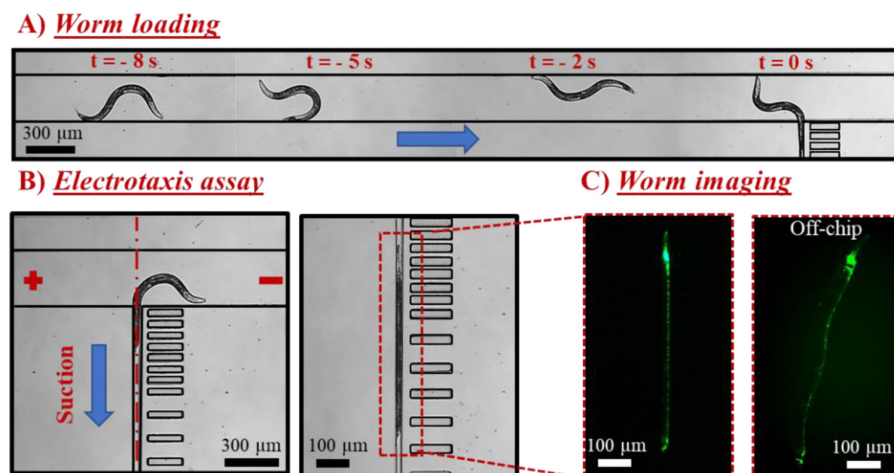 A) Worm loading
t = - 8 s
t = - 5 s
t = - 2 s
t = 0 s
300 µm
B) Electrotaxis assay
+
−
Suction
300 µm
100 µm
C) Worm imaging
Off-chip
100 µm
100 µm